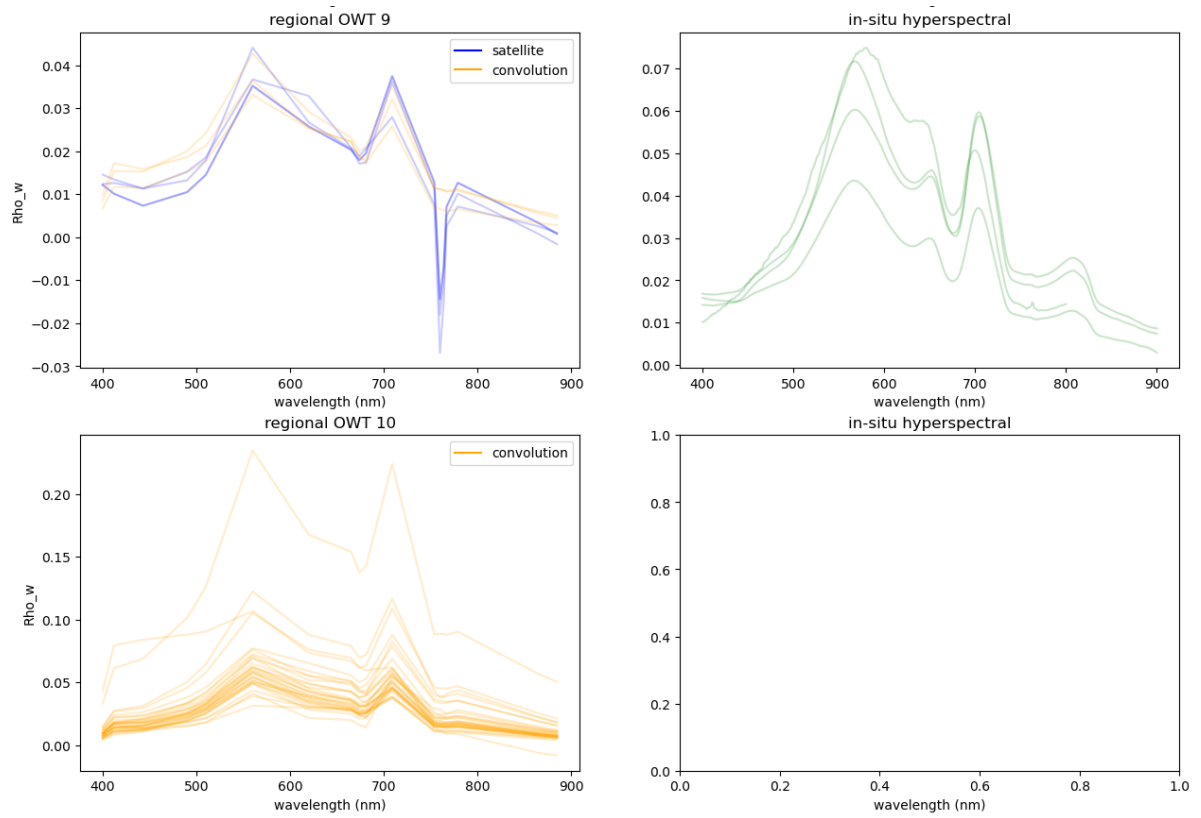 regional OWT 9
in-situ hyperspectral
satellite
convolution
Rho_w
0.04
0.03
0.02
0.01
0.00
−0.01
−0.02
−0.03
400 500 600 700 800 900
wavelength (nm)
0.07
0.06
0.05
0.04
0.03
0.02
0.01
0.00
400 500 600 700 800 900
wavelength (nm)
regional OWT 10
in-situ hyperspectral
convolution
Rho_w
0.20
0.15
0.10
0.05
0.00
400 500 600 700 800 900
wavelength (nm)
1.0
0.8
0.6
0.4
0.2
0.0
0.0 0.2 0.4 0.6 0.8 1.0
wavelength (nm)